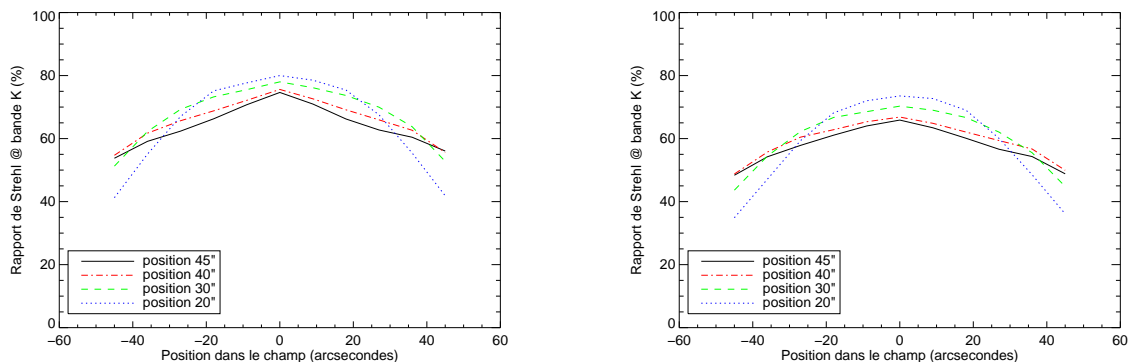 100
80
60
40
20
0
Rapport de Strehl @ bande K (%)
position 45"
position 40"
position 30"
position 20"
−60 −40 −20 0 20 40 60
Position dans le champ (arcsecondes)
100
80
60
40
20
0
Rapport de Strehl @ bande K (%)
position 45"
position 40"
position 30"
position 20"
−60 −40 −20 0 20 40 60
Position dans le champ (arcsecondes)